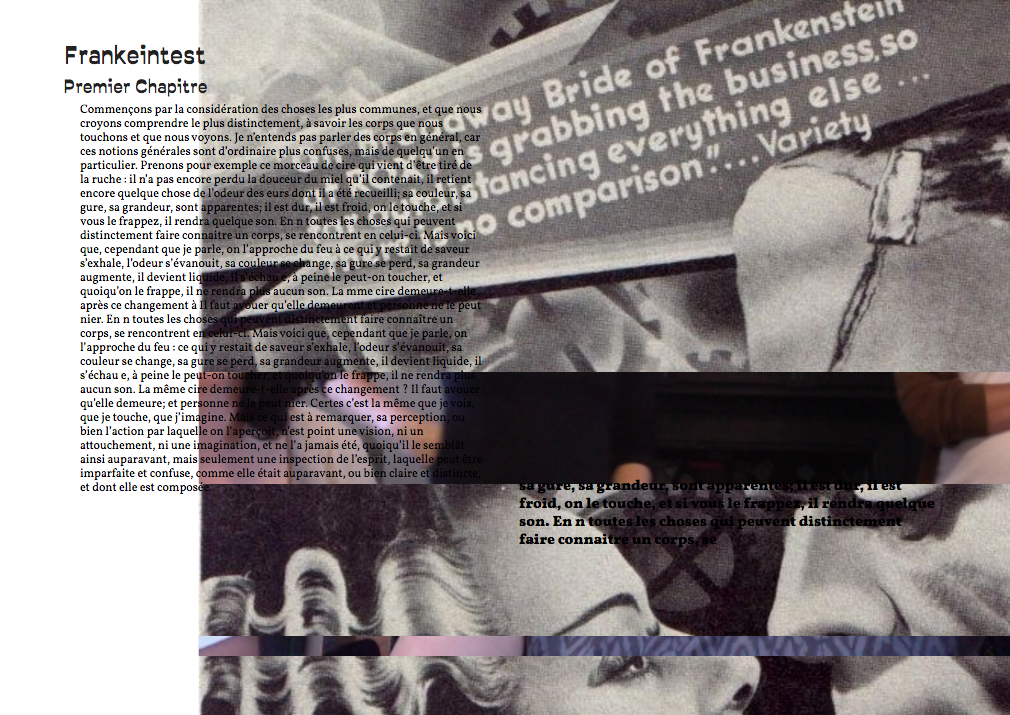 Frankeintest
Premier Chapitre
Commençons par la considération des choses les plus communes, et que nous
croyons comprendre le plus distinctement, à savoir les corps que nous
touchons et que nous voyons. Je n'entends pas parler des corps en général, car
ces notions générales sont d'ordinaire plus confuses, mais de quelqu'un en
particulier. Prenons pour exemple ce morceau de cire qui vient d'être tiré de
la ruche : il n'a pas encore perdu la douceur du miel qu'il contenait, il retient
encore quelque chose de l'odeur des eurs dont il a été recueilli; sa couleur, sa
gure, sa grandeur, sont apparentes; il est dur, il est froid, on le touche, et si
vous le frappez, il rendra quelque son. En n toutes les choses qui peuvent
distinctement faire connaître un corps, se rencontrent en celui-ci. Mais voici
que, cependant que je parle, on l'approche du feu à ce qui y restait de saveur
s'exhale, l'odeur s'évanouit, sa couleur se change, sa gure se perd, sa grandeur
augmente, il devient liquide, il s'échau e, à peine le peut-on toucher, et
quoiqu'on le frappe, il ne rendra plus aucun son. La mme cire demeure-t-elle
après ce changement à Il faut avouer qu'elle demeurent et personne ne le peut
nier. En n toutes les choses qui peuvent distinctement faire connaître un
corps, se rencontrent en celui-ci. Mais voici que, cependant que je parle, on
l'approche du feu : ce qui y restait de saveur s'exhale, l'odeur s'évanouit, sa
couleur se change, sa gure se perd, sa grandeur augmente, il devient liquide, il
s'échau e, à peine le peut-on toucher, et quoiqu'on le frappe, il ne rendra plus
aucun son. La même cire demeure-t-elle après ce changement ? Il faut avouer
qu'elle demeure; et personne ne le peut nier. Certes c'est la même que je vois,
que je touche, que j'imagine. Mais ce qui est à remarquer, sa perception, ou
bien l'action par laquelle on l'aperçoit, n'est point une vision, ni un
attouchement, ni une imagination, et ne l'a jamais été, quoiqu'il le semblât
ainsi auparavant, mais seulement une inspection de l'esprit, laquelle peut être
imparfaite et confuse, comme elle était auparavant, ou bien claire et distincte,
et dont elle est composée
Bride of Frankenstein
grabbing the business, so
tancing everything else ....
o comparison"... Variety
sa gure, sa grandeur, sont apparentes; il est dur, il est
froid, on le touche, et si vous le frappez, il rendra quelque
son. En n toutes les choses qui peuvent distinctement
faire connaître un corps, se